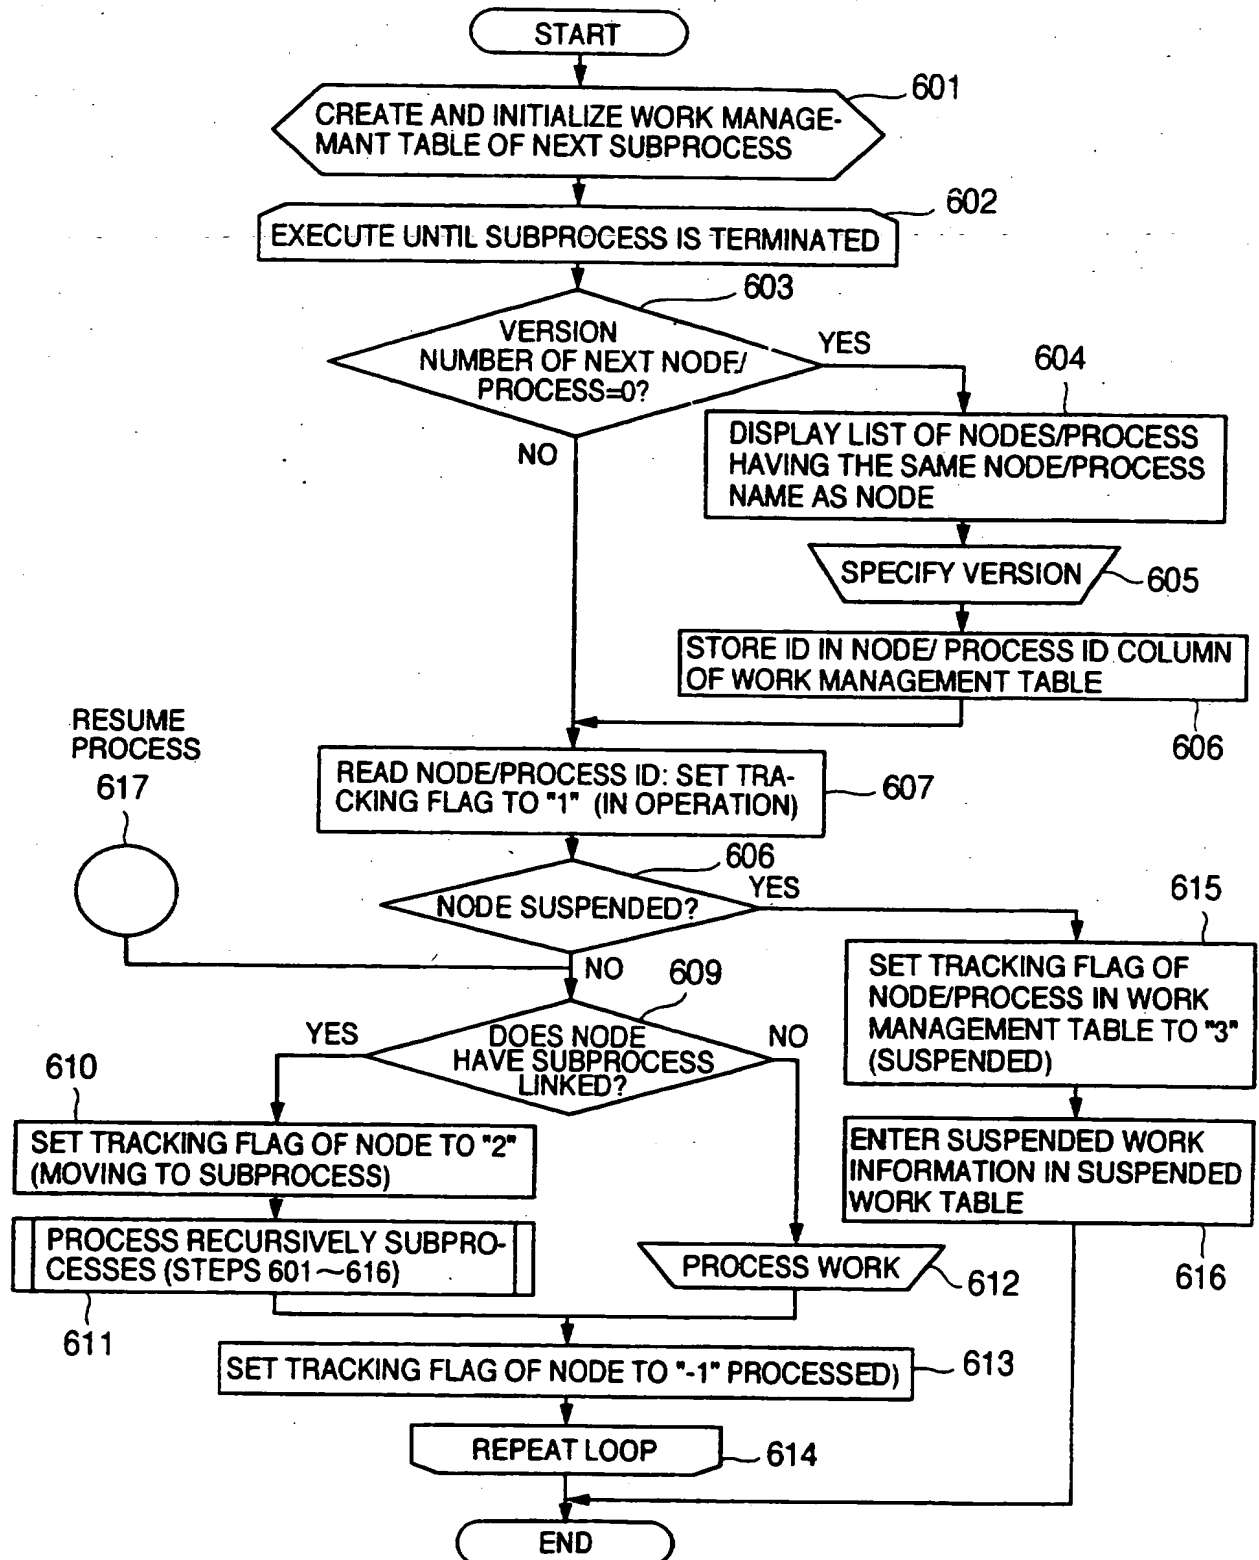 START
601
CREATE AND INITIALIZE WORK MANAGE-
MANT TABLE OF NEXT SUBPROCESS
602
EXECUTE UNTIL SUBPROCESS IS TERMINATED
603
VERSION
NUMBER OF NEXT NODE/
PROCESS=0?
YES
NO
604
DISPLAY LIST OF NODES/PROCESS
HAVING THE SAME NODE/PROCESS
NAME AS NODE
SPECIFY VERSION
605
STORE ID IN NODE/ PROCESS ID COLUMN
OF WORK MANAGEMENT TABLE
606
RESUME
PROCESS
617
READ NODE/PROCESS ID: SET TRA-
CKING FLAG TO "1" (IN OPERATION)
607
606
NODE SUSPENDED?
YES
NO
615
SET TRACKING FLAG OF
NODE/PROCESS IN WORK
MANAGEMENT TABLE TO "3"
(SUSPENDED)
609
DOES NODE
HAVE SUBPROCESS
LINKED?
YES
NO
610
SET TRACKING FLAG OF NODE TO "2"
(MOVING TO SUBPROCESS)
ENTER SUSPENDED WORK
INFORMATION IN SUSPENDED
WORK TABLE
616
PROCESS RECURSIVELY SUBPRO-
CESSES (STEPS 601～616)
611
PROCESS WORK
612
SET TRACKING FLAG OF NODE TO "-1" PROCESSED)
613
REPEAT LOOP
614
END